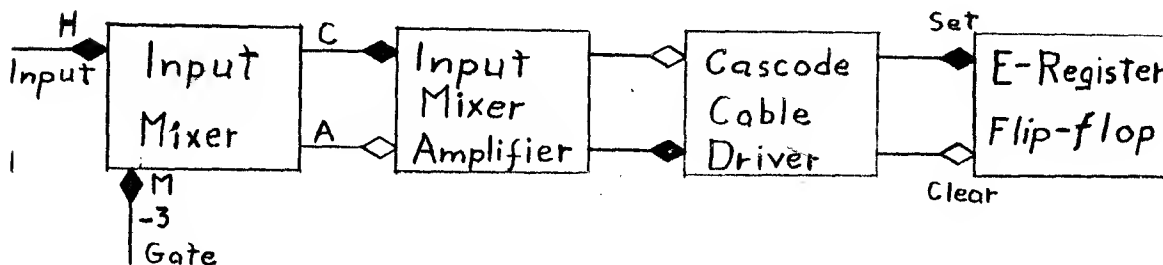 H
Input
I
Input
Mixer
M
-3
Gate
C
A
Input
Mixer
Amplifier
Cascode
Cable
Driver
Set
Clear
E-Register
Flip-flop